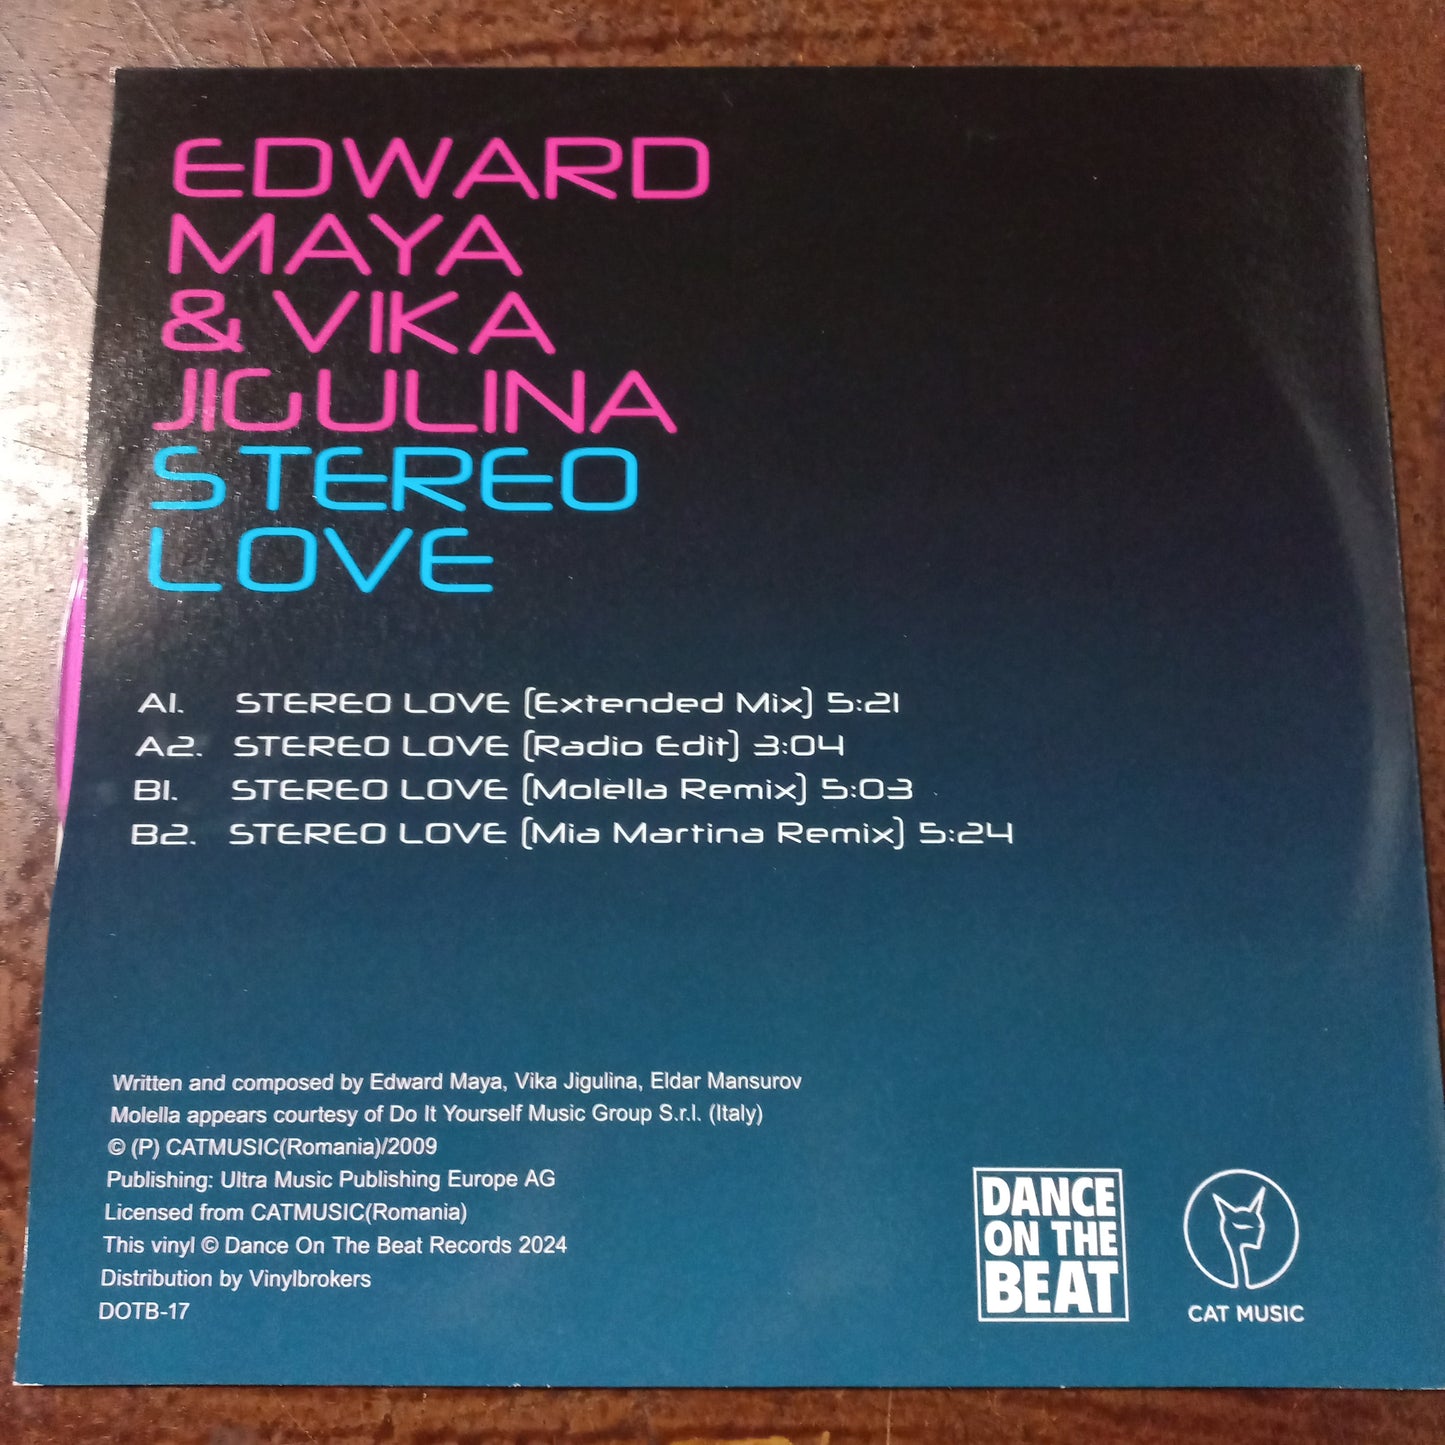 EDWARD
MAYA
& VIKA
JIGULINA
STEREO
LOVE
A1. STEREO LOVE (Extended Mix) 5:21
A2. STEREO LOVE (Radio Edit) 3:04
B1. STEREO LOVE (Molella Remix) 5:03
B2. STEREO LOVE (Mia Martina Remix) 5:24
Written and composed by Edward Maya, Vika Jigulina, Eldar Mansurov
Molella appears courtesy of Do It Yourself Music Group S.r.l. (Italy)
© (P) CATMUSIC(Romania)/2009
Publishing: Ultra Music Publishing Europe AG
Licensed from CATMUSIC(Romania)
This vinyl © Dance On The Beat Records 2024
Distribution by Vinylbrokers
DOTB-17
DANCE
ON THE
BEAT
CAT MUSIC